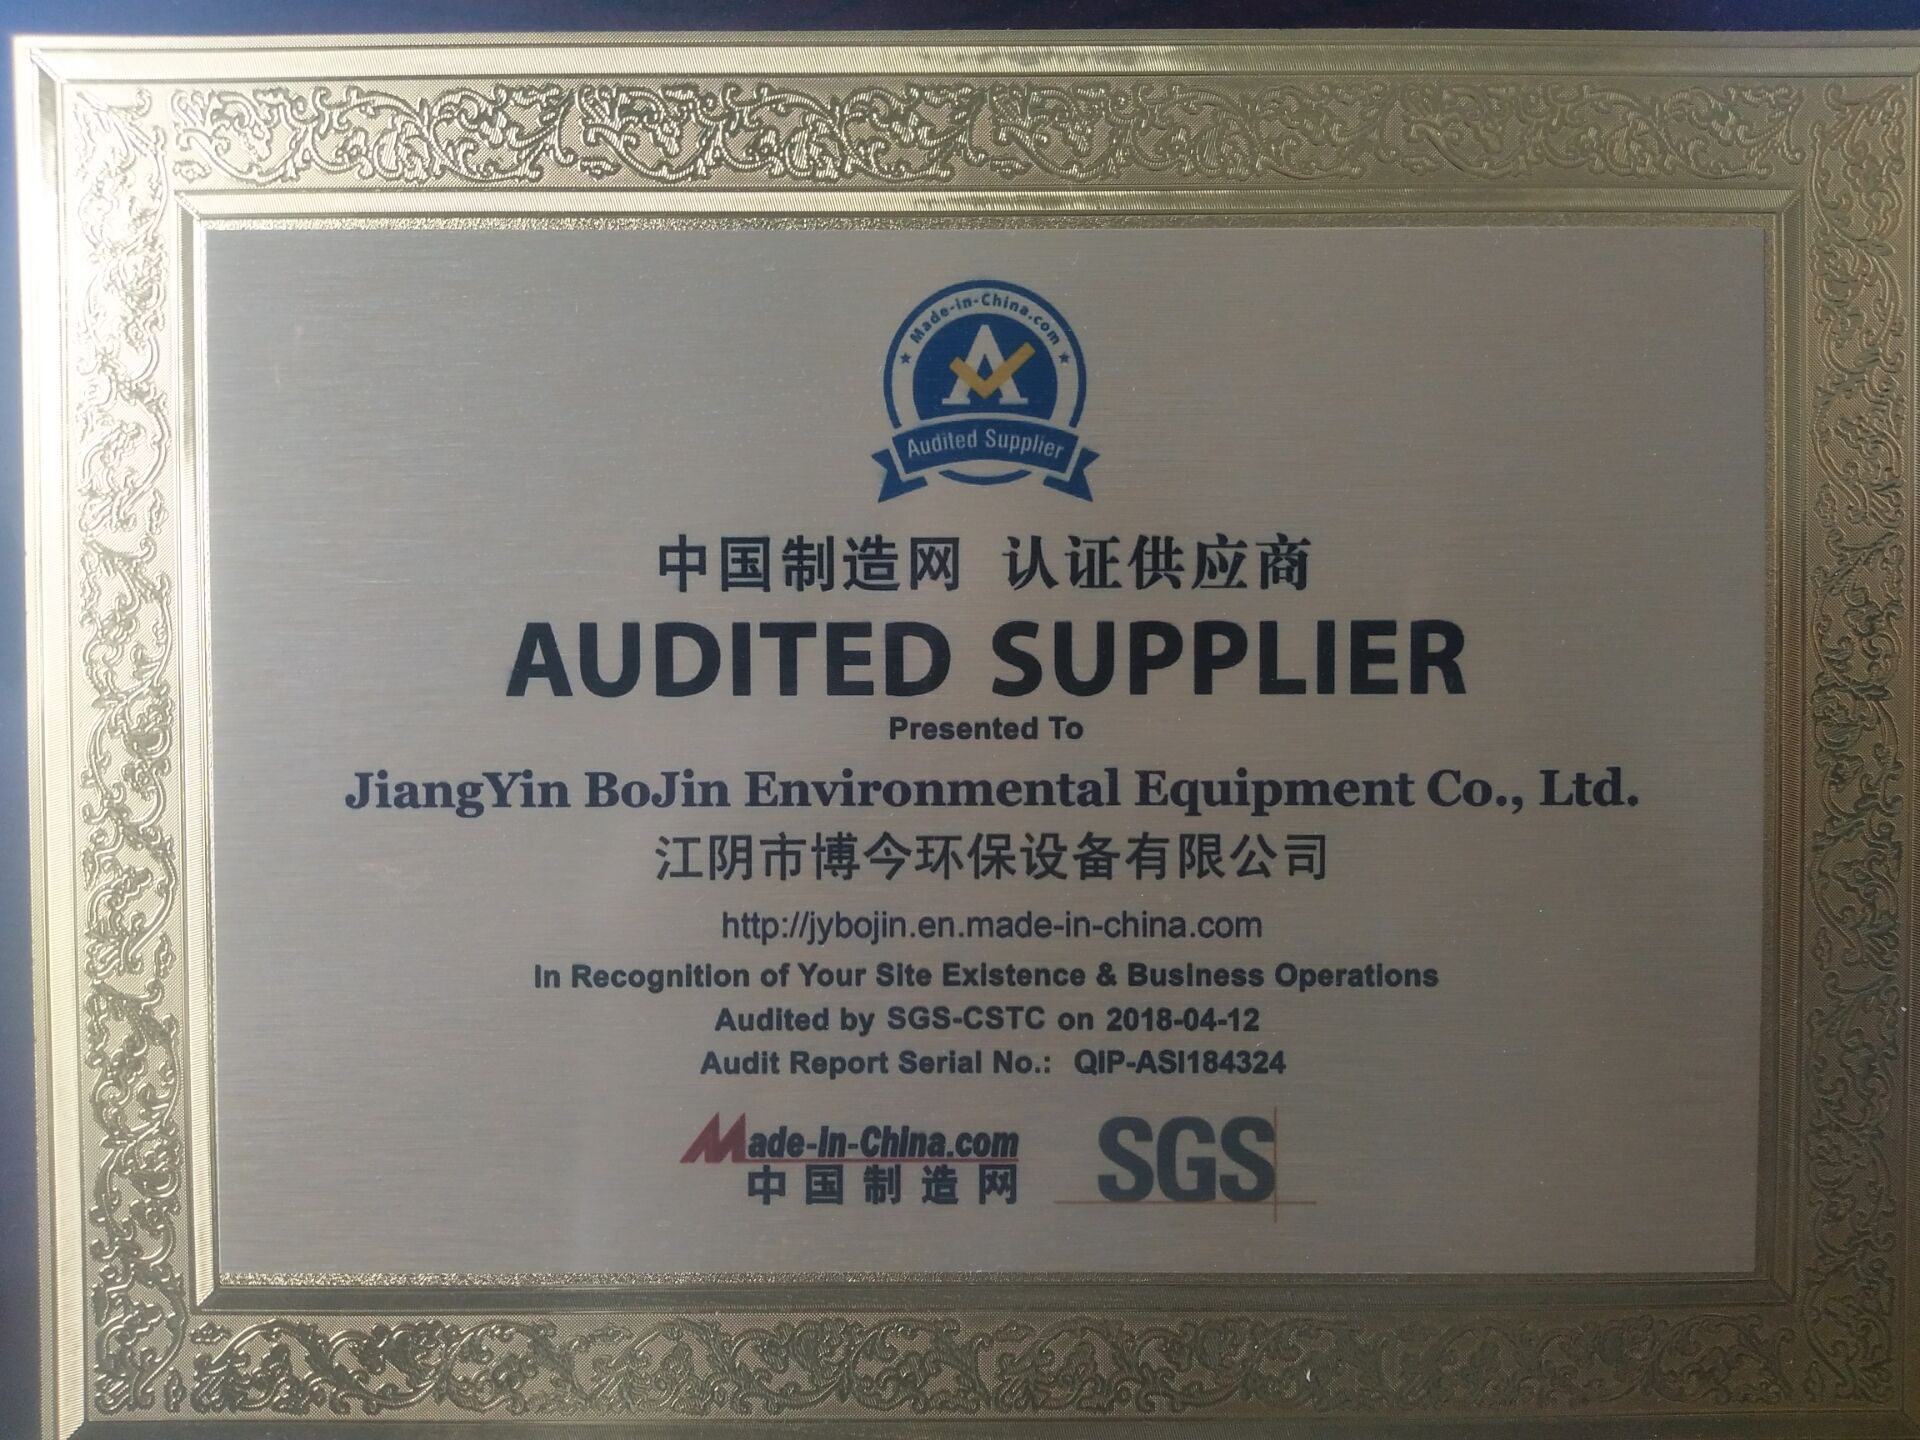 ★ Made-in-China.com ★
A
Audited Supplier
中国制造网 认证供应商
AUDITED SUPPLIER
Presented To
JiangYin BoJin Environmental Equipment Co., Ltd.
江阴市博今环保设备有限公司
http://jybojin.en.made-in-china.com
In Recognition of Your Site Existence & Business Operations
Audited by SGS-CSTC on 2018-04-12
Audit Report Serial No.: QIP-ASI184324
Made-in-China.com
中国制造网
SGS